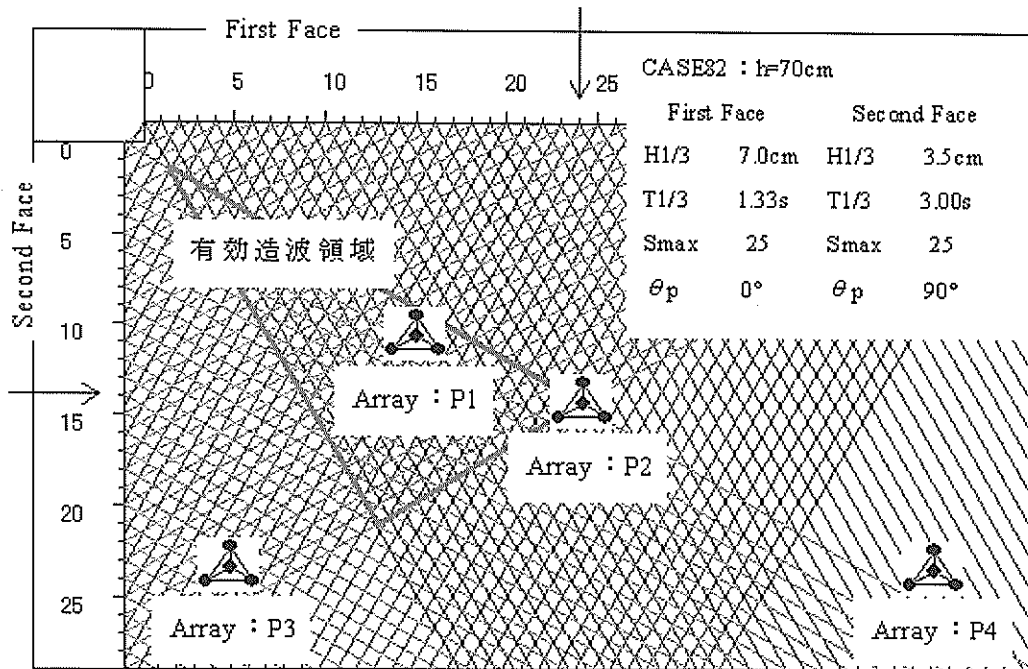 First Face
0 5 10 15 20 25
CASE82 : h=70cm
First Face Second Face
H1/3 7.0cm H1/3 3.5cm
T1/3 1.33s T1/3 3.00s
Smax 25 Smax 25
θp 0° θp 90°
Second Face
0
5
10
15
20
25
有効造波領域
Array : P1
Array : P2
Array : P3
Array : P4